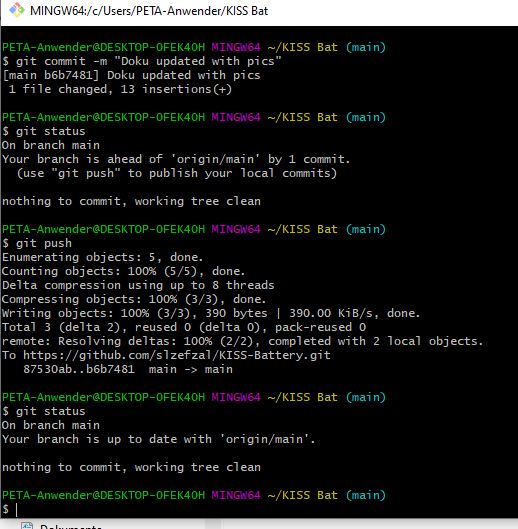 MINGW64:/c/Users/PETA-Anwender/KISS Bat
PETA-Anwender@DESKTOP-OFEK4OH MINGW64 ~/KISS Bat (main)
$ git commit -m "Doku updated with pics"
[main b6b7481] Doku updated with pics
 1 file changed, 13 insertions(+)
PETA-Anwender@DESKTOP-OFEK4OH MINGW64 ~/KISS Bat (main)
$ git status
On branch main
Your branch is ahead of 'origin/main' by 1 commit.
  (use "git push" to publish your local commits)
nothing to commit, working tree clean
PETA-Anwender@DESKTOP-OFEK4OH MINGW64 ~/KISS Bat (main)
$ git push
Enumerating objects: 5, done.
Counting objects: 100% (5/5), done.
Delta compression using up to 8 threads
Compressing objects: 100% (3/3), done.
Writing objects: 100% (3/3), 390 bytes | 390.00 KiB/s, done.
Total 3 (delta 2), reused 0 (delta 0), pack-reused 0
remote: Resolving deltas: 100% (2/2), completed with 2 local objects.
To https://github.com/slzefzal/KISS-Battery.git
   87530ab..b6b7481  main -> main
PETA-Anwender@DESKTOP-OFEK4OH MINGW64 ~/KISS Bat (main)
$ git status
On branch main
Your branch is up to date with 'origin/main'.
nothing to commit, working tree clean
PETA-Anwender@DESKTOP-OFEK4OH MINGW64 ~/KISS Bat (main)
$